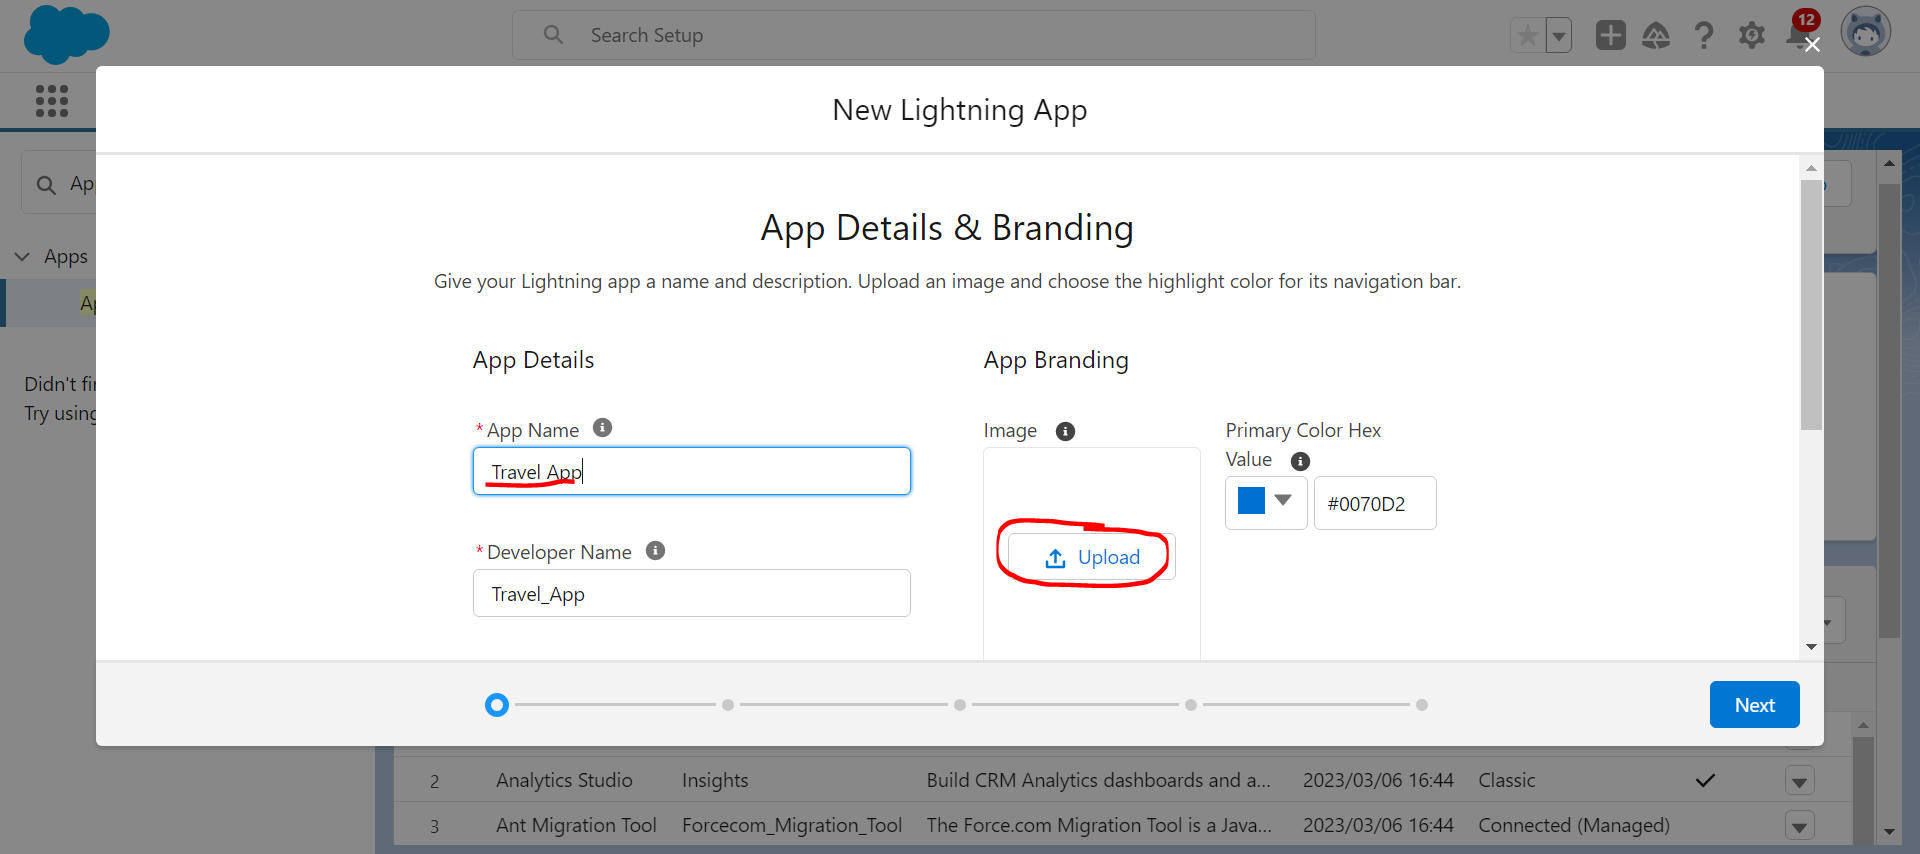 Search Setup
12
New Lightning App
Ap
App Details & Branding
Apps
Give your Lightning app a name and description. Upload an image and choose the highlight color for its navigation bar.
Ap
App Details
App Branding
Didn't fin
Try using
*App Name
Image
Primary Color Hex
Value
Travel App
#0070D2
*Developer Name
Upload
Travel_App
Next
2 Analytics Studio Insights Build CRM Analytics dashboards and a... 2023/03/06 16:44 Classic
3 Ant Migration Tool Forcecom_Migration_Tool The Force.com Migration Tool is a Java... 2023/03/06 16:44 Connected (Managed)